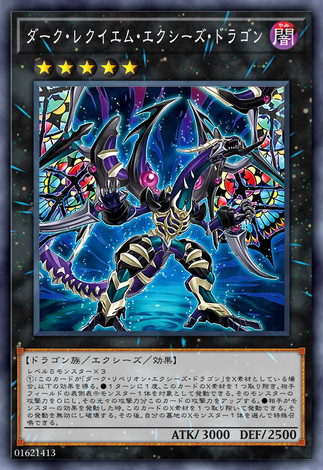 ダーク・レクイエム・エクシーズ・ドラゴン
闇
やみ
【ドラゴン族/エクシーズ/効果】
レベル5モンスター×3
①:このカードが「ダーク・リベリオン・エクシーズ・ドラゴン」をX素材としている場
合、以下の効果を得る。●1ターンに1度、このカードのX素材を1つ取り除き、相手
フィールドの表側表示モンスター1体を対象として発動できる。そのモンスターの
攻撃力を0にし、その元々の攻撃力分このカードの攻撃力をアップする。●相手がモ
ンスターの効果を発動した時、このカードのX素材を1つ取り除いて発動できる。そ
の発動を無効にし破壊する。その後、自分の墓地のXモンスター1体を選んで特殊召
喚できる。
ATK/ 3000 DEF/2500
01621413